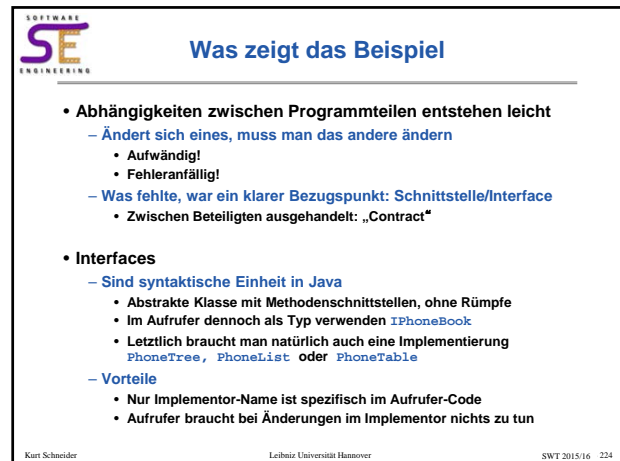 SOFTWARE
SE
ENGINEERING
Was zeigt das Beispiel
• Abhängigkeiten zwischen Programmteilen entstehen leicht
– Ändert sich eines, muss man das andere ändern
• Aufwändig!
• Fehleranfällig!
– Was fehlte, war ein klarer Bezugspunkt: Schnittstelle/Interface
• Zwischen Beteiligten ausgehandelt: „Contract“
• Interfaces
– Sind syntaktische Einheit in Java
• Abstrakte Klasse mit Methodenschnittstellen, ohne Rümpfe
• Im Aufrufer dennoch als Typ verwenden IPhoneBook
• Letztlich braucht man natürlich auch eine Implementierung
PhoneTree, PhoneList oder PhoneTable
– Vorteile
• Nur Implementor-Name ist spezifisch im Aufrufer-Code
• Aufrufer braucht bei Änderungen im Implementor nichts zu tun
Kurt Schneider Leibniz Universität Hannover SWT 2015/16 224